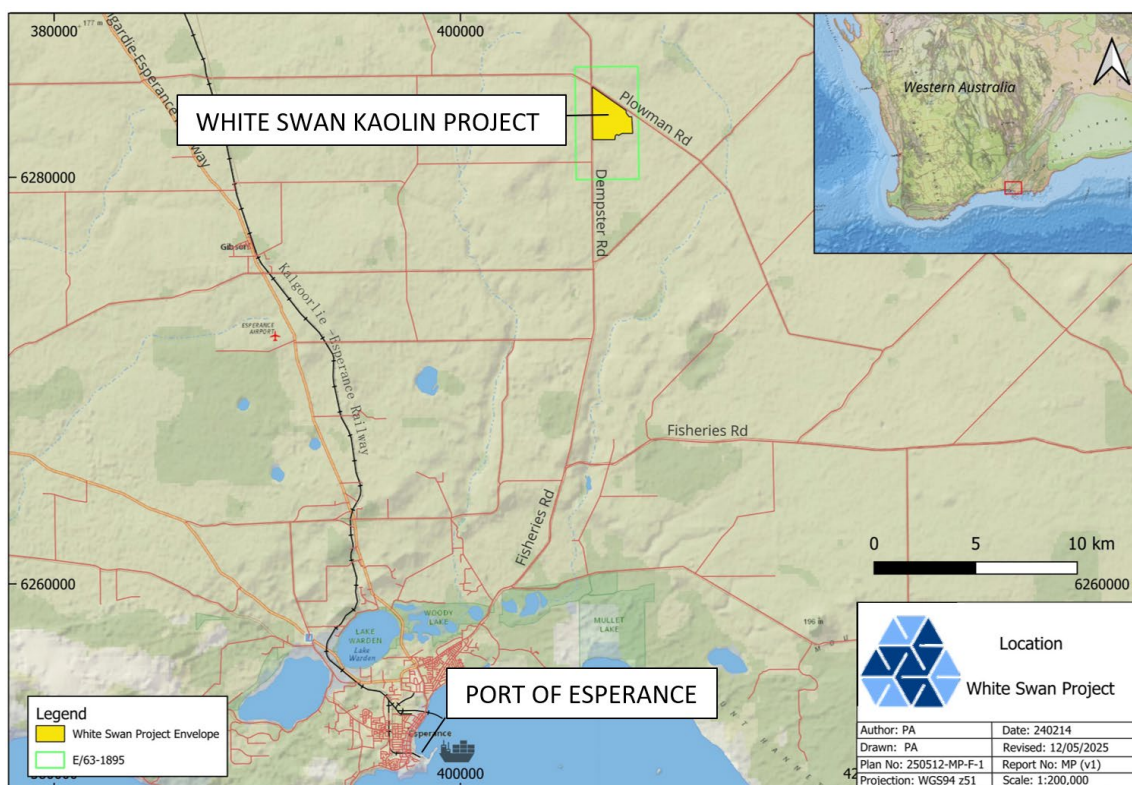 380000
177 m
400000
Western Australia
WHITE SWAN KAOLIN PROJECT
Plowman Rd
6280000
Dempster Rd
Gibson
Kalgoorlie -Esperance Railway
ESPERANCE
AIRPORT
Fisheries Rd
Fisheries Rd
0 5 10 km
6260000
6260000
WOODY
LAKE
MULLET
LAKE
196 m
LAKE
WARDEN
Lake
Warden
Location
White Swan Project
PORT OF ESPERANCE
Esperance
Legend
White Swan Project Envelope
E/63-1895
400000
Author: PA
Date: 240214
Drawn: PA
Revised: 12/05/2025
Plan No: 250512-MP-F-1
Report No: MP (v1)
Projection: WGS94 z51
Scale: 1:200,000